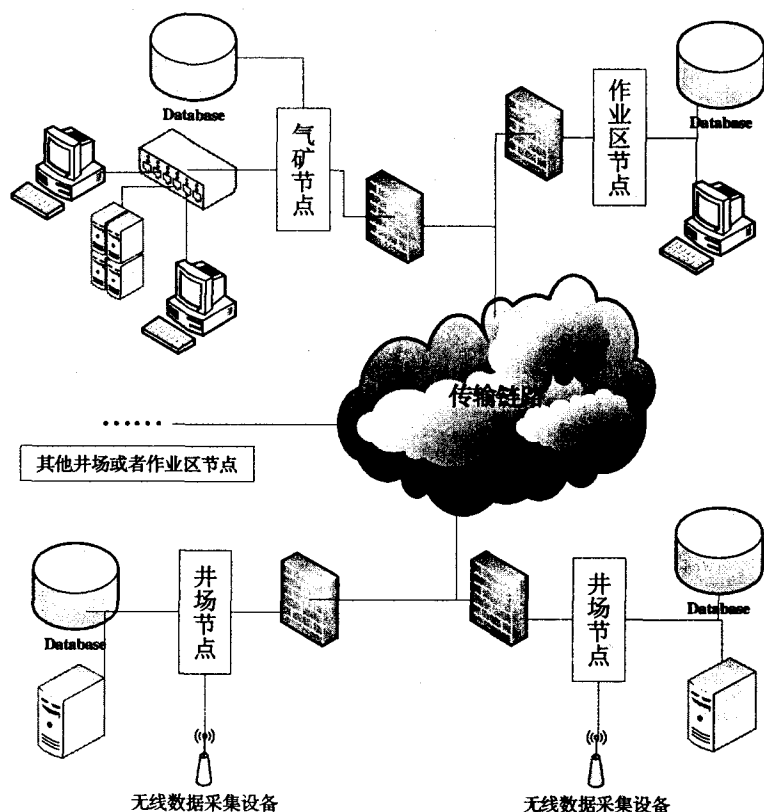 Database
气矿节点
作业区节点
Database
传输链路
······
其他井场或者作业区节点
Database
井场节点
井场节点
Database
无线数据采集设备
无线数据采集设备